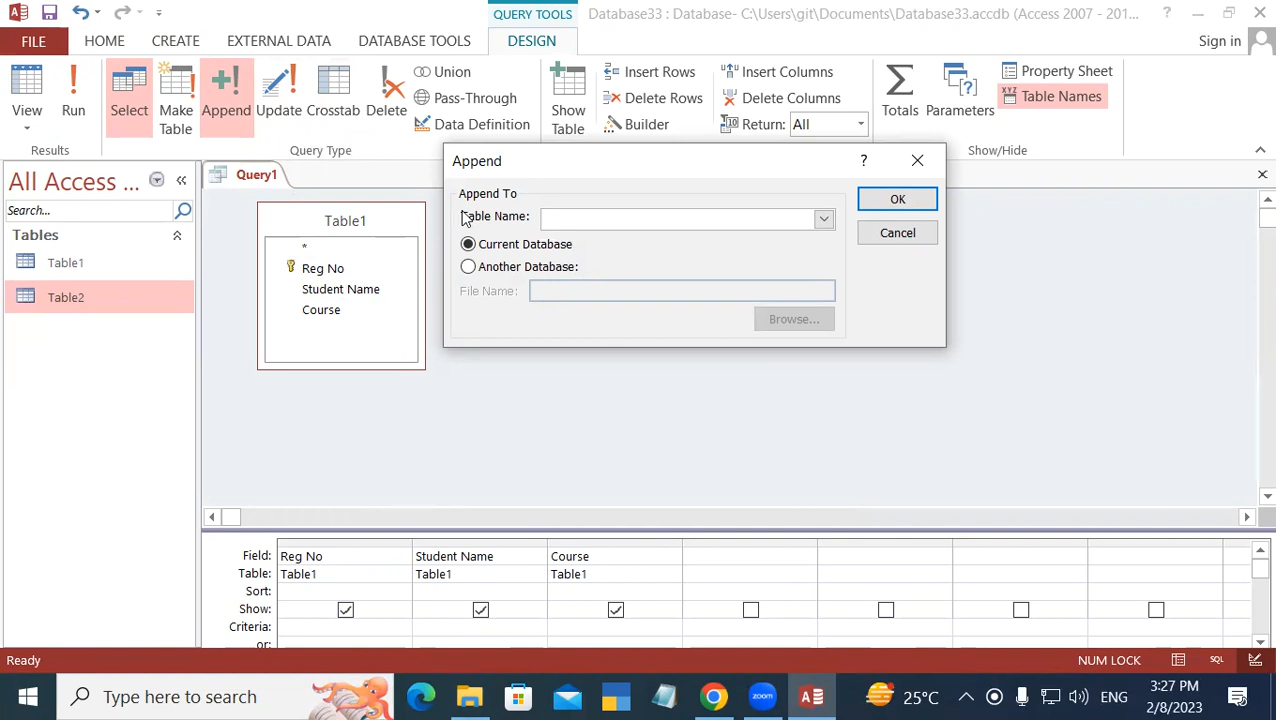 QUERY TOOLS
Database33 : Database- C:\Users\git\Documents\Database33.accdb (Access 2007 - 201...
?
FILE HOME CREATE EXTERNAL DATA DATABASE TOOLS DESIGN Sign in
View
Run
Select
Make Table
Append
Update
Crosstab
Delete
Union
Pass-Through
Data Definition
Show Table
Insert Rows
Delete Rows
Builder
Insert Columns
Delete Columns
Return: All
Totals
Parameters
Property Sheet
XYZ Table Names
Results
Query Type
Show/Hide
All Access ...
Search...
Tables
Table1
Table2
Query1
Table1
*
Reg No
Student Name
Course
Append
?
Append To
Table Name:
Current Database
Another Database:
File Name:
Browse...
OK
Cancel
Field: Reg No Student Name Course
Table: Table1 Table1 Table1
Sort:
Show:
Criteria:
or:
Ready
NUM LOCK
SQL
Type here to search
zoom
25°C
ENG
3:27 PM
2/8/2023